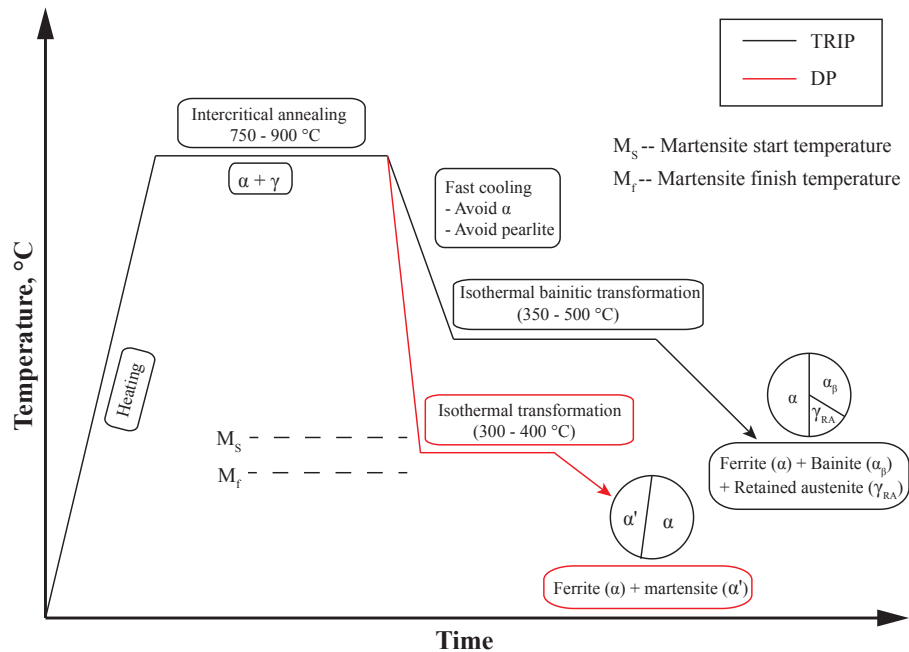 TRIP
DP
Intercritical annealing
750 - 900 °C
α + γ
M_S -- Martensite start temperature
M_f -- Martensite finish temperature
Fast cooling
- Avoid α
- Avoid pearlite
Temperature, °C
Isothermal bainitic transformation
(350 - 500 °C)
Heating
α
α_β
γ_RA
Isothermal transformation
(300 - 400 °C)
M_S
M_f
Ferrite (α) + Bainite (α_β)
+ Retained austenite (γ_RA)
α'
α
Ferrite (α) + martensite (α')
Time